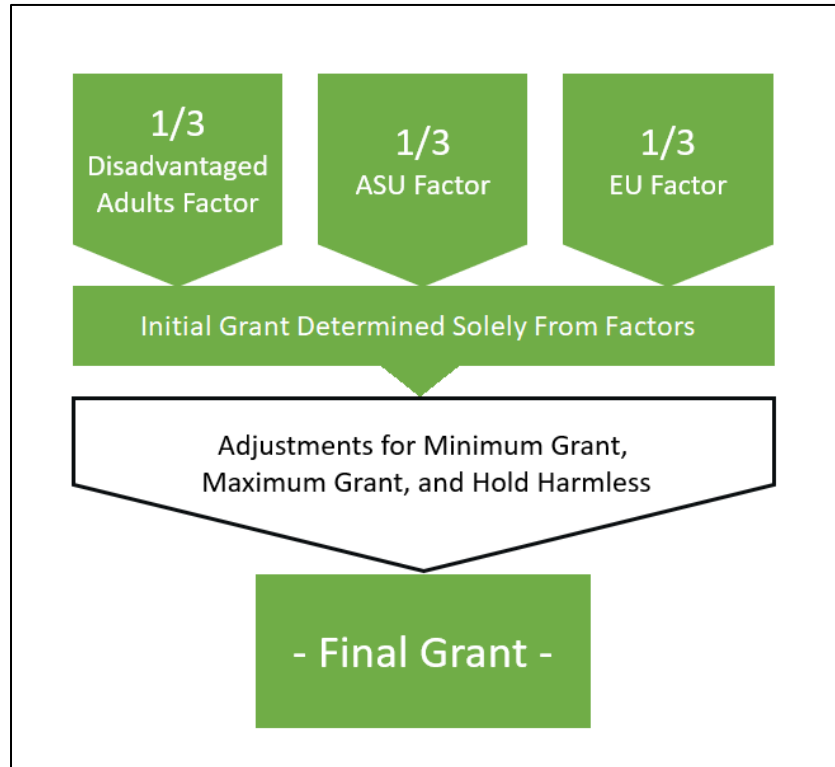 1/3
Disadvantaged
Adults Factor
1/3
ASU Factor
1/3
EU Factor
Initial Grant Determined Solely From Factors
Adjustments for Minimum Grant,
Maximum Grant, and Hold Harmless
- Final Grant -